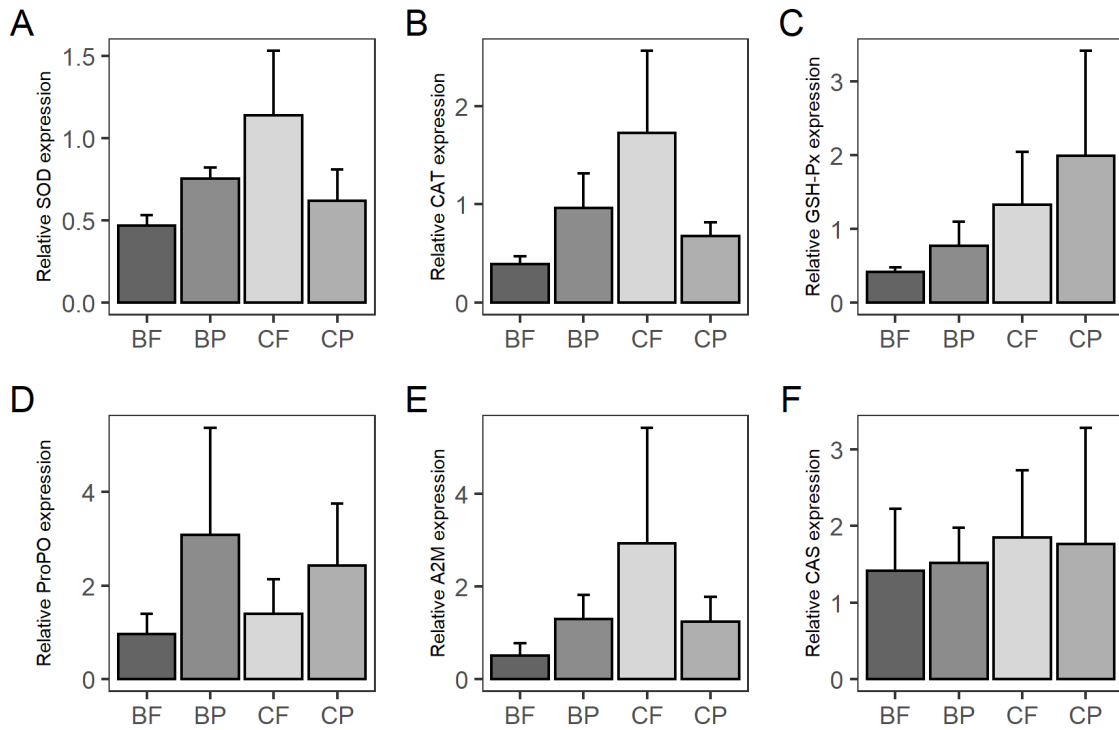 A
Relative SOD expression
1.5
1.0
0.5
0.0
BF BP CF CP
B
Relative CAT expression
2
1
0
BF BP CF CP
C
Relative GSH-Px expression
3
2
1
0
BF BP CF CP
D
Relative ProPO expression
4
2
0
BF BP CF CP
E
Relative A2M expression
4
2
0
BF BP CF CP
F
Relative CAS expression
3
2
1
0
BF BP CF CP